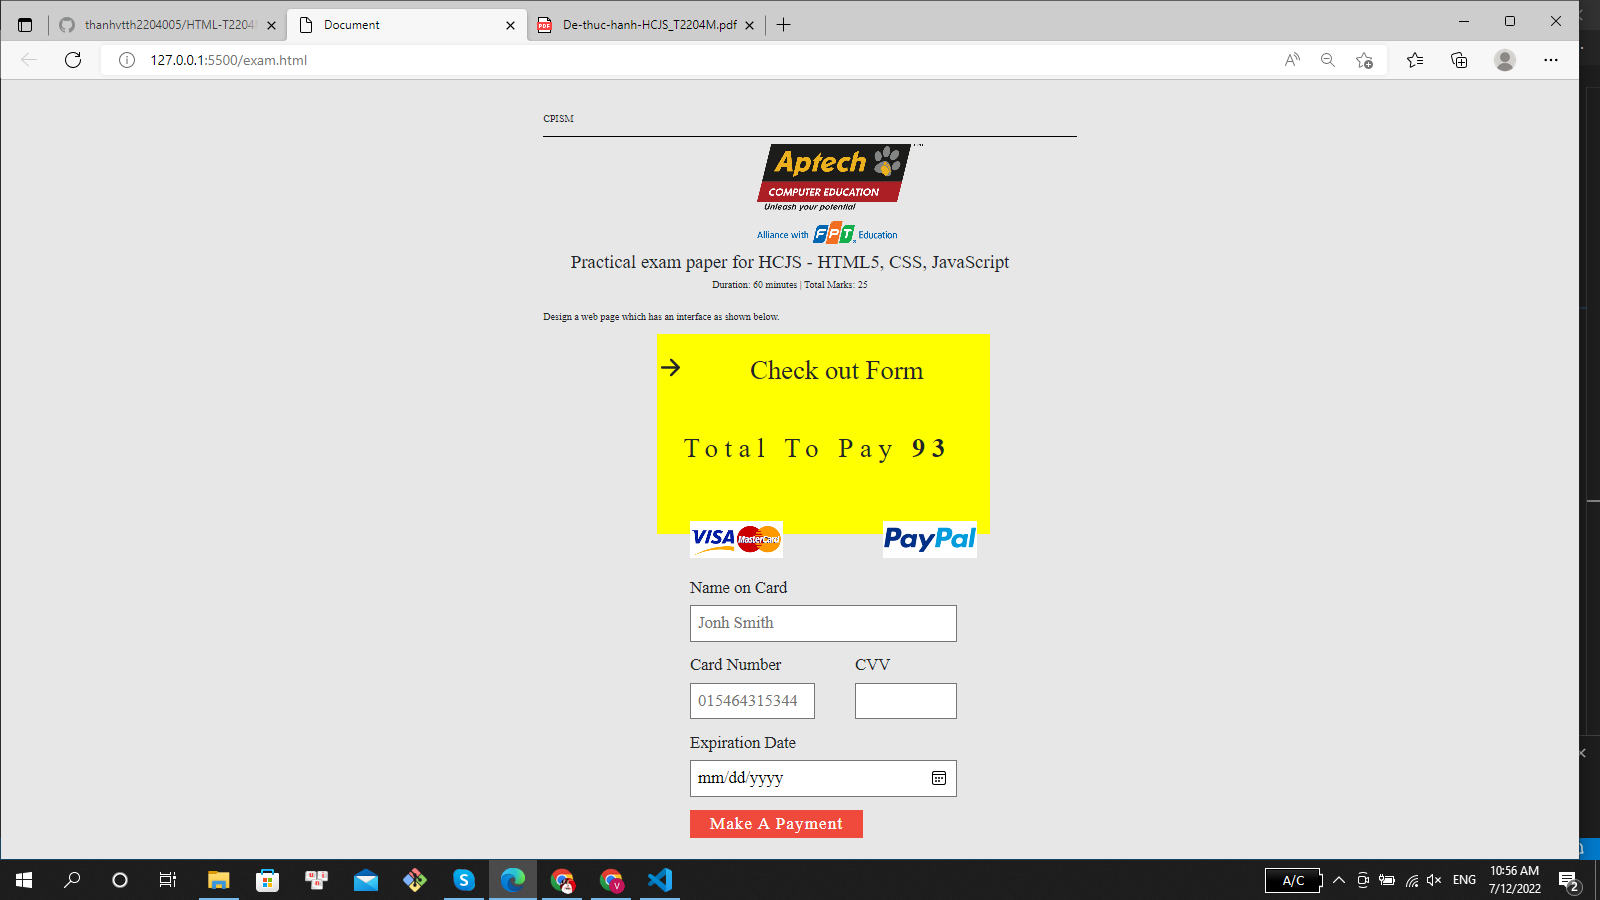 thanhvtth2204005/HTML-T2204
Document
De-thuc-hanh-HCJS_T2204M.pdf
127.0.0.1:5500/exam.html
CPISM
Aptech
COMPUTER EDUCATION
Unleash your potential
Alliance with FPT Education
Practical exam paper for HCJS - HTML5, CSS, JavaScript
Duration: 60 minutes | Total Marks: 25
Design a web page which has an interface as shown below.
Check out Form
Total To Pay 93
VISA MasterCard PayPal
Name on Card
Jonh Smith
Card Number CVV
015464315344
Expiration Date
mm/dd/yyyy
Make A Payment
A/C ENG 10:56 AM
7/12/2022 2